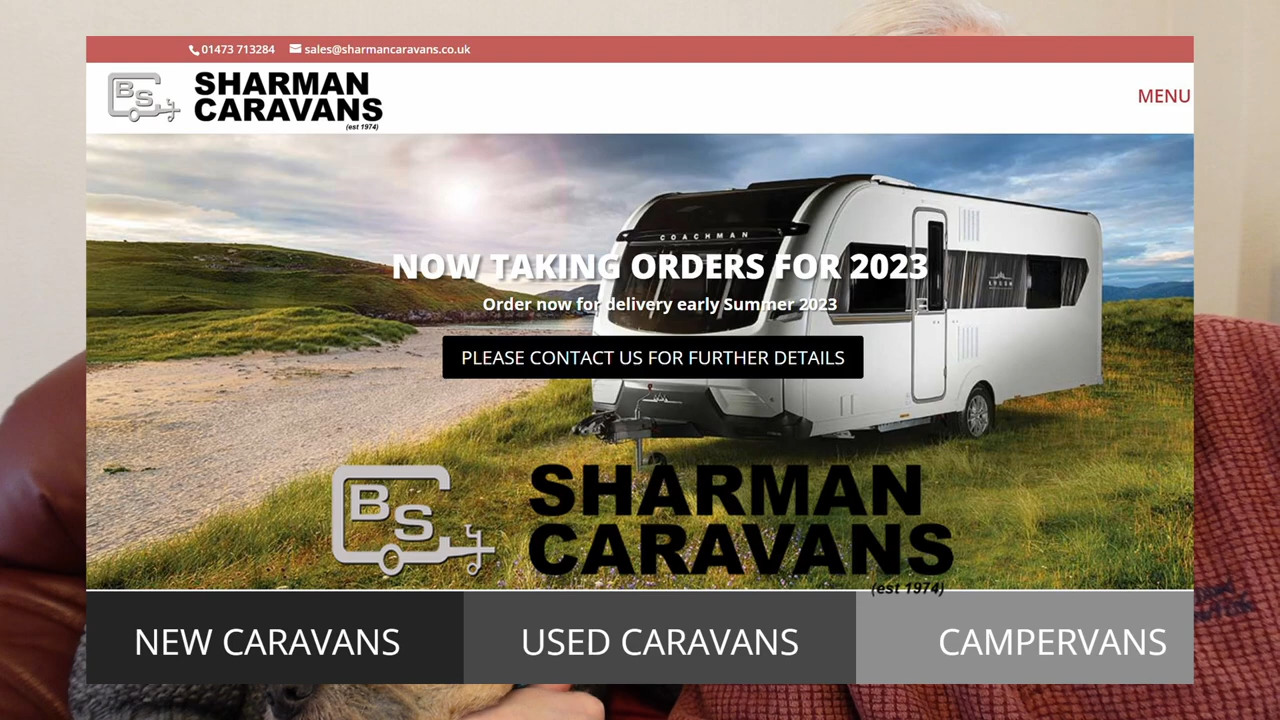 01473 713284 sales@sharmancaravans.co.uk
BS
SHARMAN
CARAVANS
(est 1974)
MENU
COACHMAN
NOW TAKING ORDERS FOR 2023
Order now for delivery early Summer 2023
PLEASE CONTACT US FOR FURTHER DETAILS
BS
SHARMAN
CARAVANS
(est 1974)
NEW CARAVANS
USED CARAVANS
CAMPERVANS